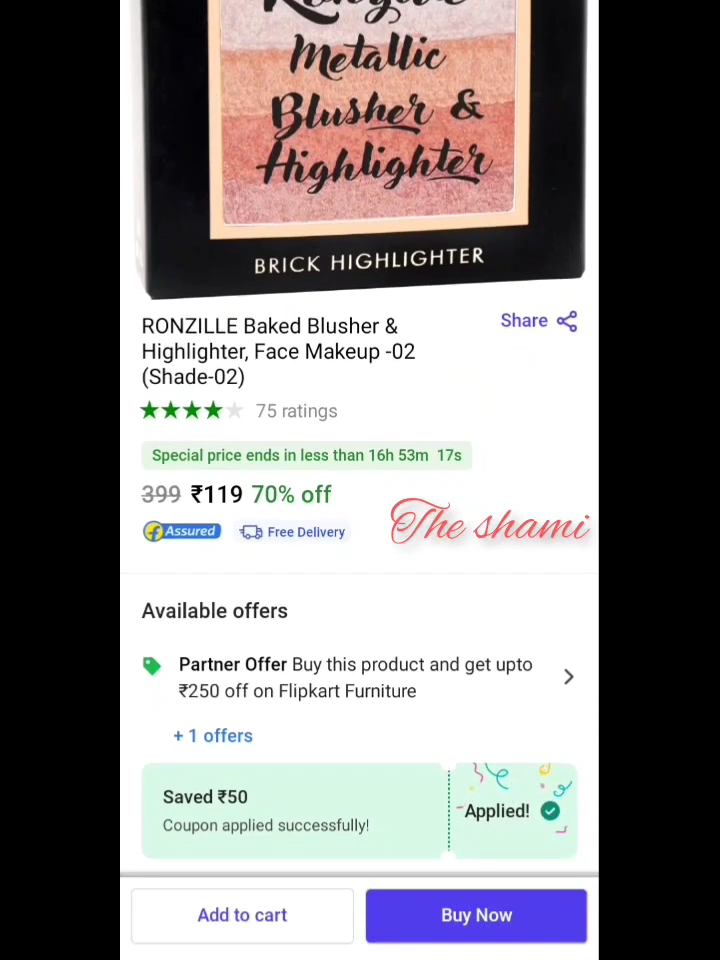 Ronzille
Metallic
Blusher &
Highlighter
BRICK HIGHLIGHTER
RONZILLE Baked Blusher &
Highlighter, Face Makeup -02
(Shade-02)
Share
75 ratings
Special price ends in less than 16h 53m 17s
399 ₹119 70% off
f Assured
Free Delivery
The shami
Available offers
Partner Offer Buy this product and get upto
₹250 off on Flipkart Furniture
+ 1 offers
Saved ₹50
Coupon applied successfully!
Applied!
Add to cart
Buy Now